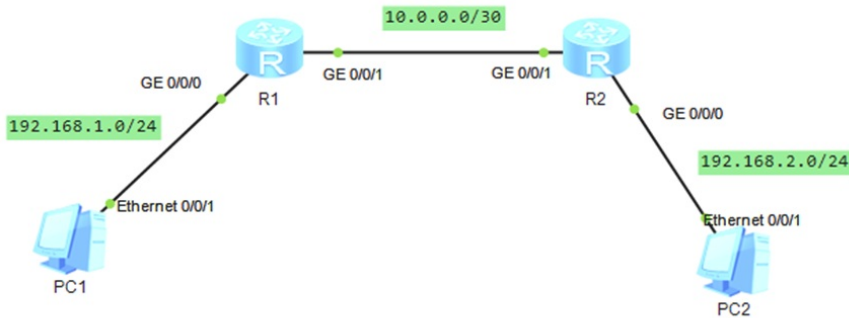 10.0.0.0/30
R
R
GE 0/0/0
GE 0/0/1
GE 0/0/1
R1
R2
GE 0/0/0
192.168.1.0/24
192.168.2.0/24
Ethernet 0/0/1
Ethernet 0/0/1
PC1
PC2